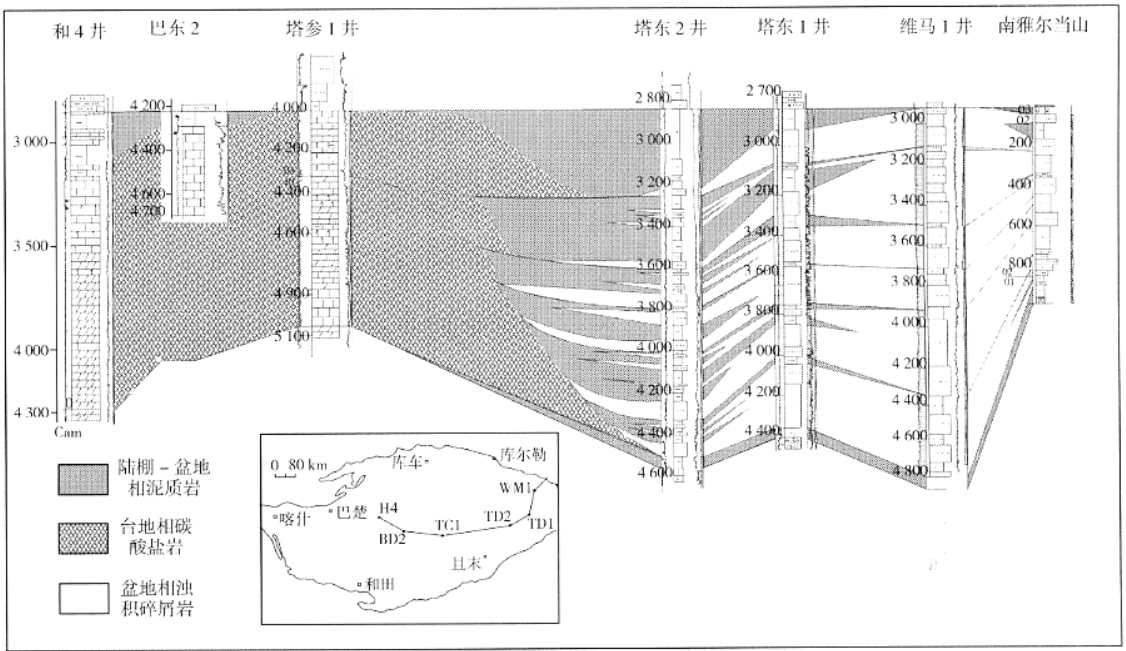 和 4 井
巴东 2
塔参 1 井
塔东 2 井
塔东 1 井
维马 1 井
南雅尔当山
3 000
3 500
4 000
4 300
Cam
4 200
4 400
4 600
4 700
4 000
4 200
4 400
4 600
4 900
5 100
2 800
3 000
3 200
3 400
3 600
3 800
4 000
4 200
4 400
4 600
2 700
3 000
3 200
3 400
3 600
3 800
4 000
4 200
4 400
3 000
3 200
3 400
3 600
3 800
4 000
4 200
4 400
4 600
4 800
03
02
200
400
600
800
01
陆棚－盆地
相泥质岩
台地相碳
酸盐岩
盆地相浊
积碎屑岩
0 80 km
库车
库尔勒
WM1
喀什
巴楚
H4
BD2
TC1
TD2
TD1
且末
和田